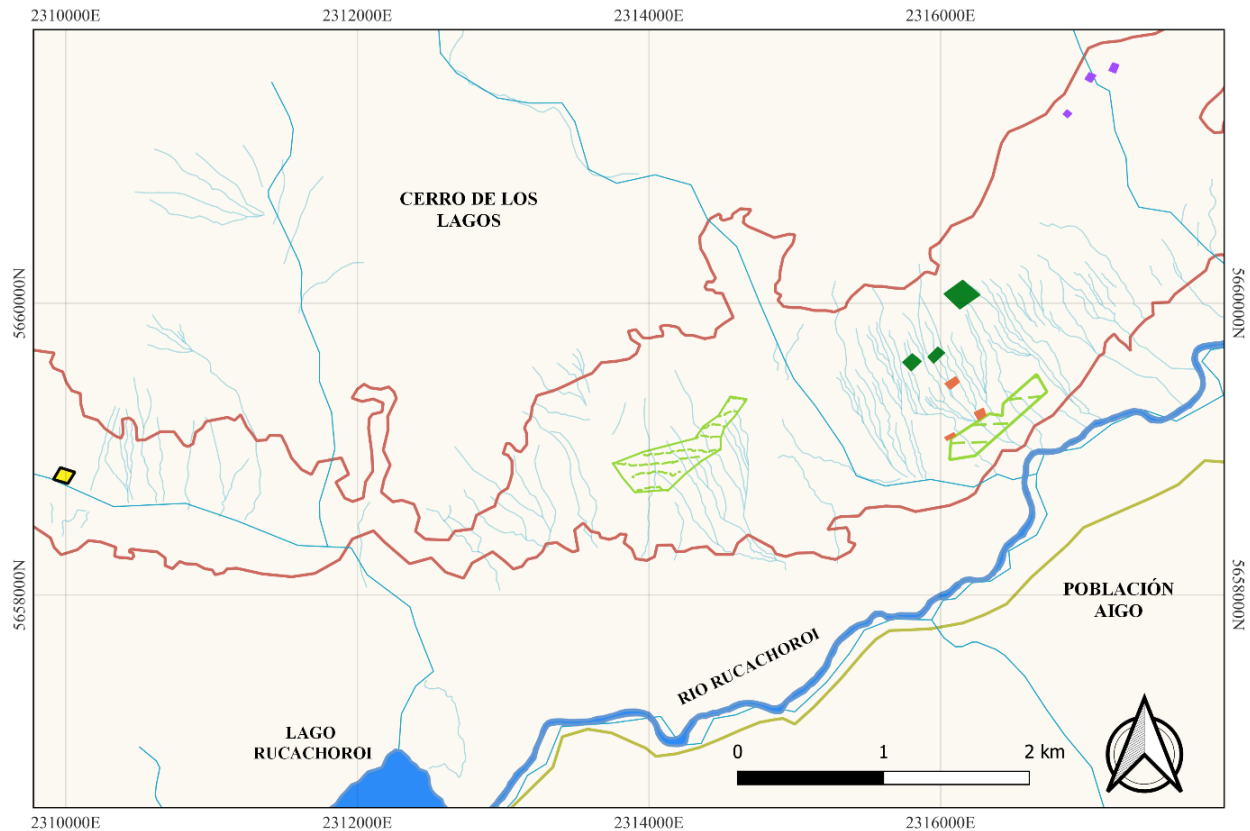 2310000E 2312000E 2314000E 2316000E
CERRO DE LOS
LAGOS
5660000N
5660000N
5658000N
5658000N
POBLACIÓN
AIGO
RIO RUCACHOROI
LAGO
RUCACHOROI
0 1 2 km
2310000E 2312000E 2314000E 2316000E